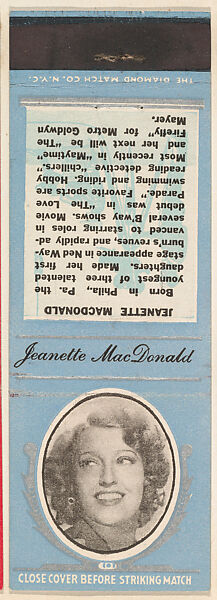 THE DIAMOND MATCH CO. N.Y.C.
JEANETTE MACDONALD
Born in Phila., Pa. the
youngest of three talented
daughters. Made her first
stage appearance in Ned Way-
burn's revues, and rapidly ad-
vanced to starring roles in
several B'way shows. Movie
debut was in "The Love
Parade." Favorite sports are
swimming and riding. Hobby
reading detective "chillers."
Most recently in "Maytime"
and her next will be "The
Firefly" for Metro Goldwyn
Mayer.
Jeanette MacDonald
CLOSE COVER BEFORE STRIKING MATCH